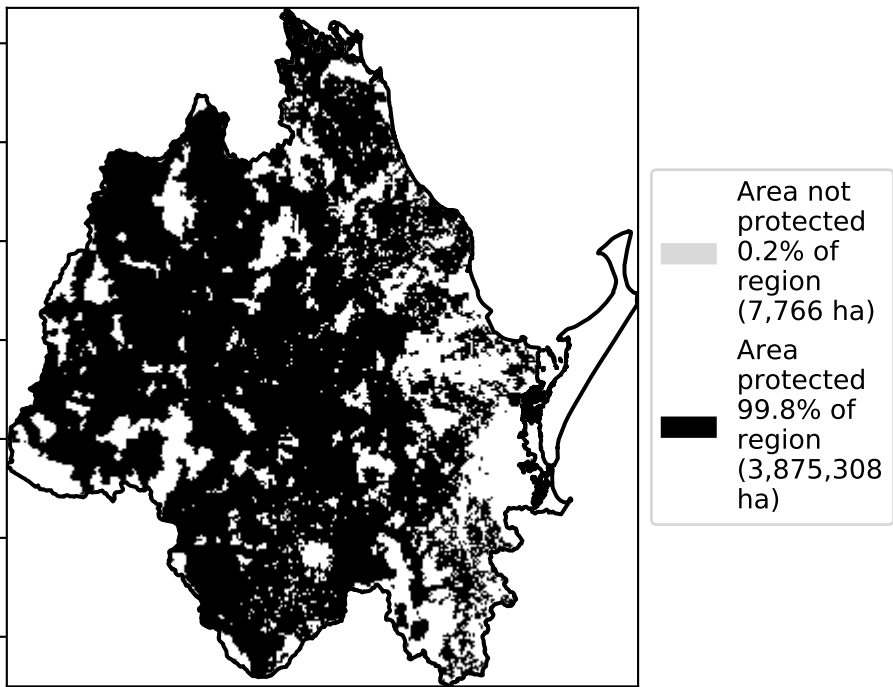 Area not
protected
0.2% of
region
(7,766 ha)
Area
protected
99.8% of
region
(3,875,308
ha)